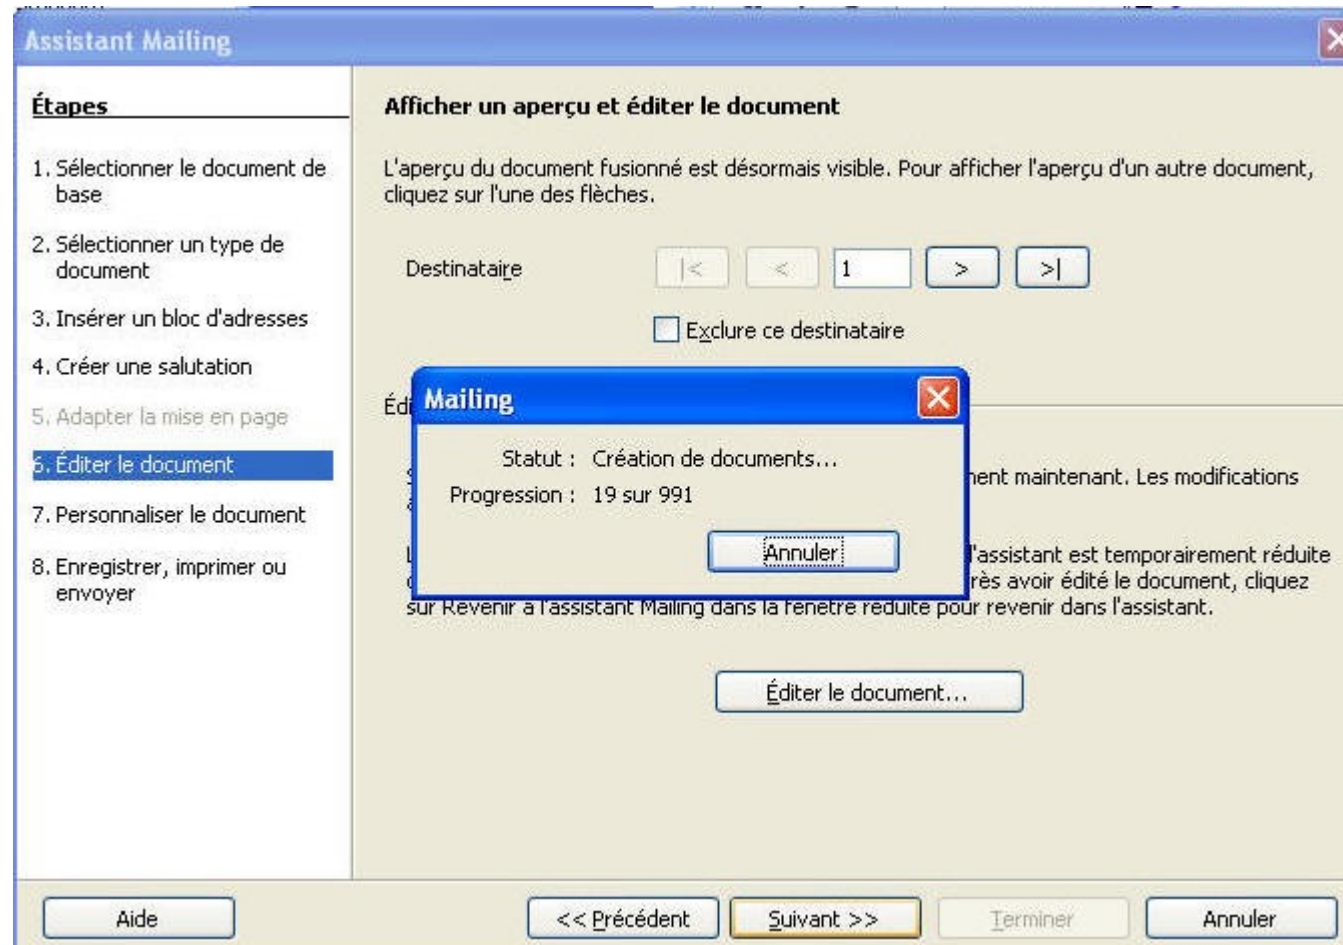 Assistant Mailing
Étapes
1. Sélectionner le document de
base
2. Sélectionner un type de
document
3. Insérer un bloc d'adresses
4. Créer une salutation
5. Adapter la mise en page
6. Éditer le document
7. Personnaliser le document
8. Enregistrer, imprimer ou
envoyer
Afficher un aperçu et éditer le document
L'aperçu du document fusionné est désormais visible. Pour afficher l'aperçu d'un autre document,
cliquez sur l'une des flèches.
Destinataire |< < 1 > >|
Exclure ce destinataire
Mailing
Statut : Création de documents...
Progression : 19 sur 991
Annuler
maintenant. Les modifications
l'assistant est temporairement réduite
avoir édité le document, cliquez
sur Revenir à l'assistant Mailing dans la fenêtre réduite pour revenir dans l'assistant.
Éditer le document...
Aide << Précédent Suivant >> Terminer Annuler